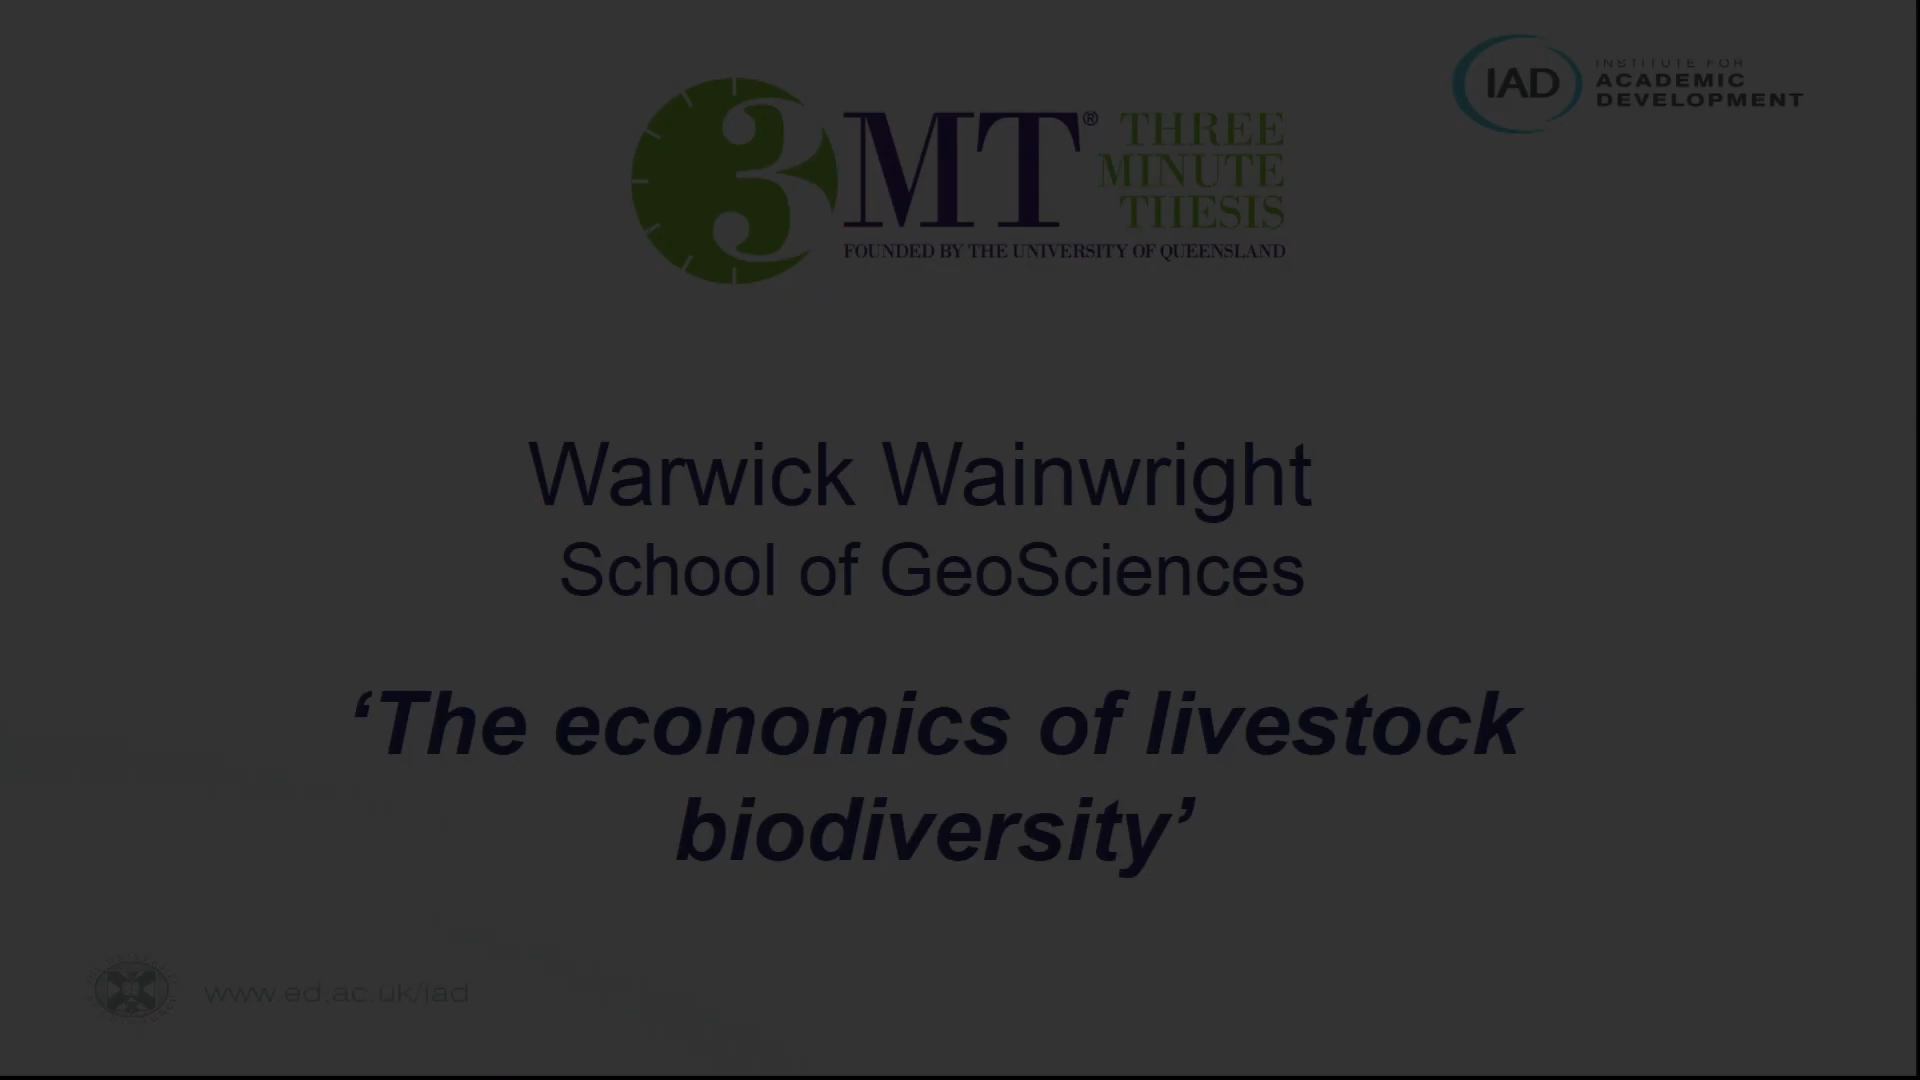 3MT® THREE
MINUTE
THESIS
FOUNDED BY THE UNIVERSITY OF QUEENSLAND
IAD INSTITUTE FOR
ACADEMIC
DEVELOPMENT
Warwick Wainwright
School of GeoSciences
‘The economics of livestock
biodiversity’
www.ed.ac.uk/iad